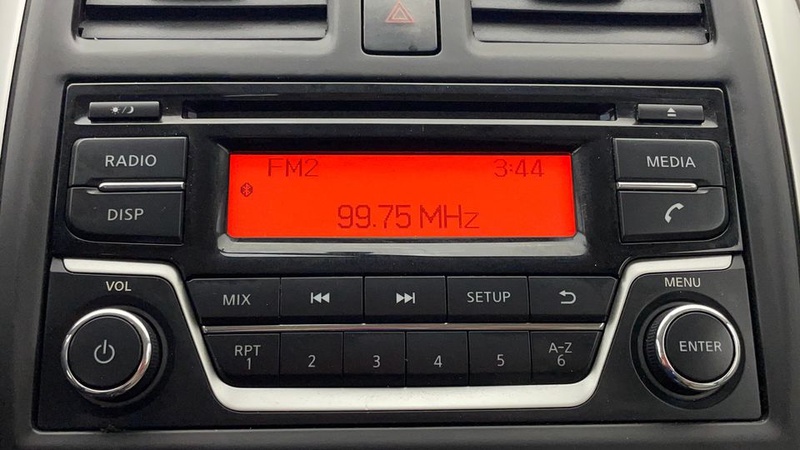 RADIO
DISP
FM2 3:44
99.75 MHz
MEDIA
VOL
MENU
MIX
SETUP
RPT
1
2
3
4
5
A-Z
6
ENTER